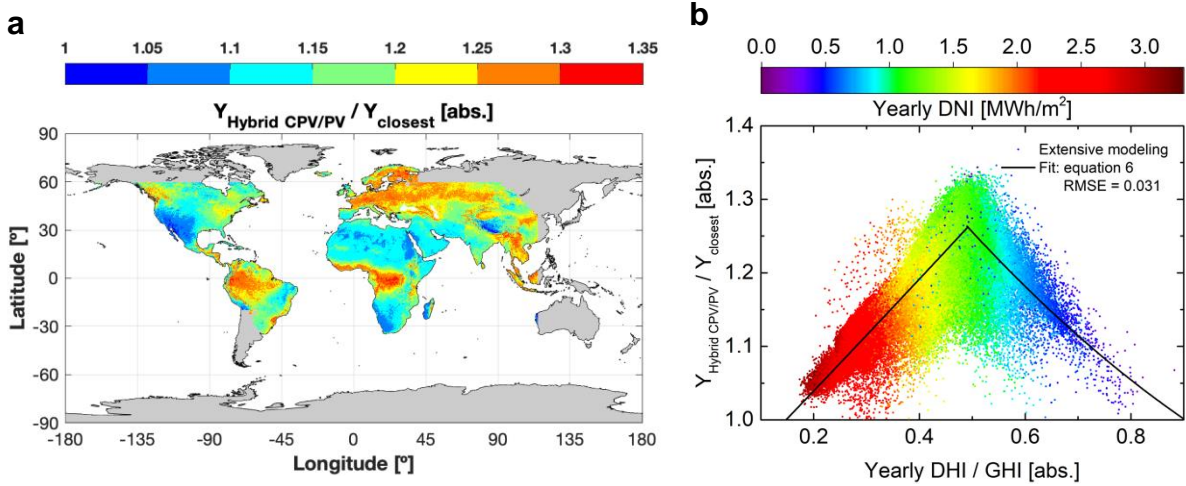 a
1 1.05 1.1 1.15 1.2 1.25 1.3 1.35
Y Hybrid CPV/PV / Y closest [abs.]
90
60
30
0
-30
-60
-90
Latitude [º]
-180 -135 -90 -45 0 45 90 135 180
Longitude [º]
b
0.0 0.5 1.0 1.5 2.0 2.5 3.0
Yearly DNI [MWh/m²]
Extensive modeling
Fit: equation 6
RMSE = 0.031
1.4
1.3
1.2
1.1
1.0
Y Hybrid CPV/PV / Y closest [abs.]
0.2 0.4 0.6 0.8
Yearly DHI / GHI [abs.]